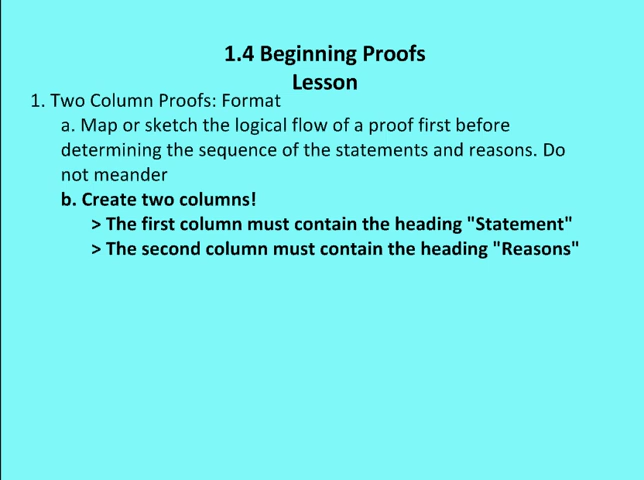 1.4 Beginning Proofs
Lesson
1. Two Column Proofs: Format
a. Map or sketch the logical flow of a proof first before
determining the sequence of the statements and reasons. Do
not meander
b. Create two columns!
> The first column must contain the heading "Statement"
> The second column must contain the heading "Reasons"